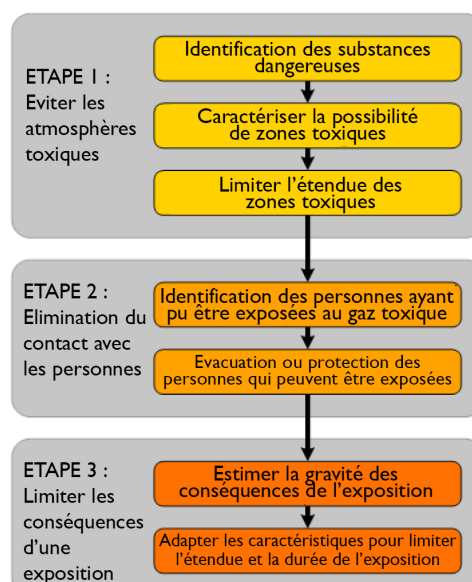 ETAPE 1 :
Eviter les
atmosphères
toxiques
Identification des substances
dangereuses
Caractériser la possibilité
de zones toxiques
Limiter l'étendue des
zones toxiques
ETAPE 2 :
Elimination du
contact avec
les personnes
Identification des personnes ayant
pu être exposées au gaz toxique
Evacuation ou protection des
personnes qui peuvent être exposées
ETAPE 3 :
Limiter les
conséquences
d'une
exposition
Estimer la gravité des
conséquences de l'exposition
Adapter les caractéristiques pour limiter
l'étendue et la durée de l'exposition